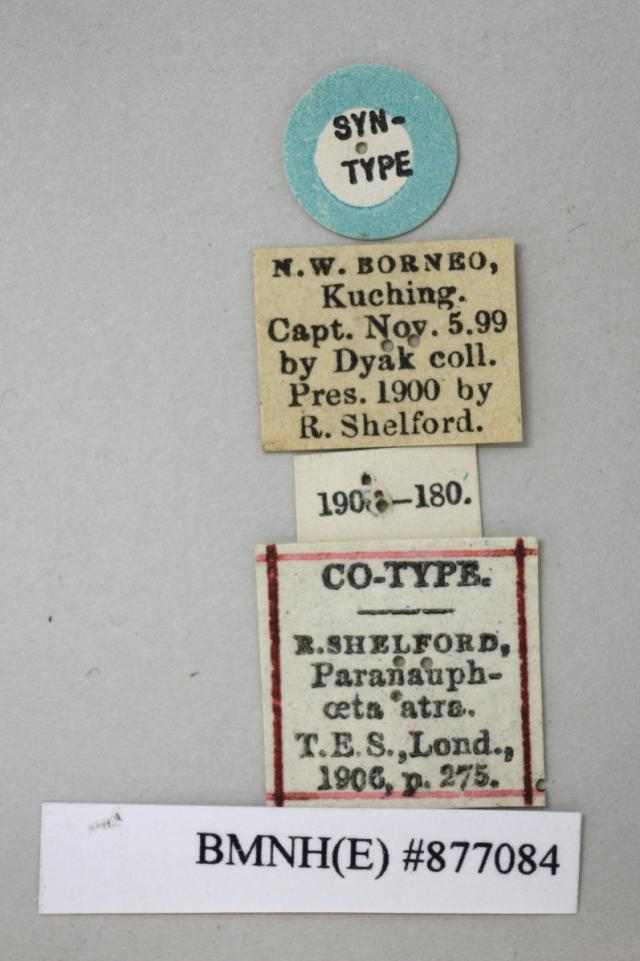 SYN-
TYPE
N.W. BORNEO,
Kuching.
Capt. Nov. 5.99
by Dyak coll.
Pres. 1900 by
R. Shelford.
-180.
CO-TYPE.
R. SHELFORD,
Paranauph-
œta atra.
T.E.S., Lond.,
1906, p. 275.
BMNH(E) #877084